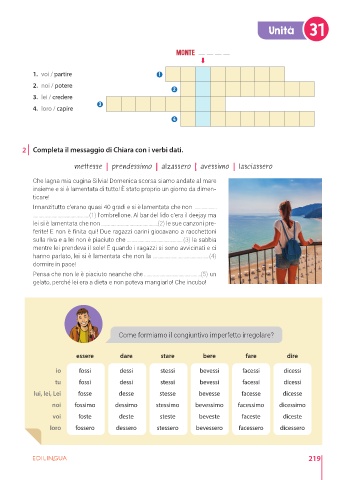 Unità 31
MONTE
1. voi / partire
2. noi / potere
3. lei / credere
4. loro / capire
1
2
3
4
2 Completa il messaggio di Chiara con i verbi dati.
mettesse | prendessimo | alzassero | avessimo | lasciassero
Che lagna mia cugina Silvia! Domenica scorsa siamo andate al mare
insieme e si è lamentata di tutto! È stato proprio un giorno da dimen-
ticare!
Innanzitutto c'erano quasi 40 gradi e si è lamentata che non
(1) l'ombrellone. Al bar del lido c'era il deejay ma
lei si è lamentata che non (2) le sue canzoni pre-
ferite! E non è finita qui! Due ragazzi carini giocavano a racchettoni
sulla riva e a lei non è piaciuto che (3) la sabbia
mentre lei prendeva il sole! E quando i ragazzi si sono avvicinati e ci
hanno parlato, lei si è lamentata che non la (4)
dormire in pace!
Pensa che non le è piaciuto neanche che (5) un
gelato, perché lei era a dieta e non poteva mangiarlo! Che incubo!
Come formiamo il congiuntivo imperfetto irregolare?
essere dare stare bere fare dire
io fossi dessi stessi bevessi facessi dicessi
tu fossi dessi stessi bevessi facessi dicessi
lui, lei, Lei fosse desse stesse bevesse facesse dicesse
noi fossimo dessimo stessimo bevessimo facessimo dicessimo
voi foste deste steste beveste faceste diceste
loro fossero dessero stessero bevessero facessero dicessero
EDILINGUA
219